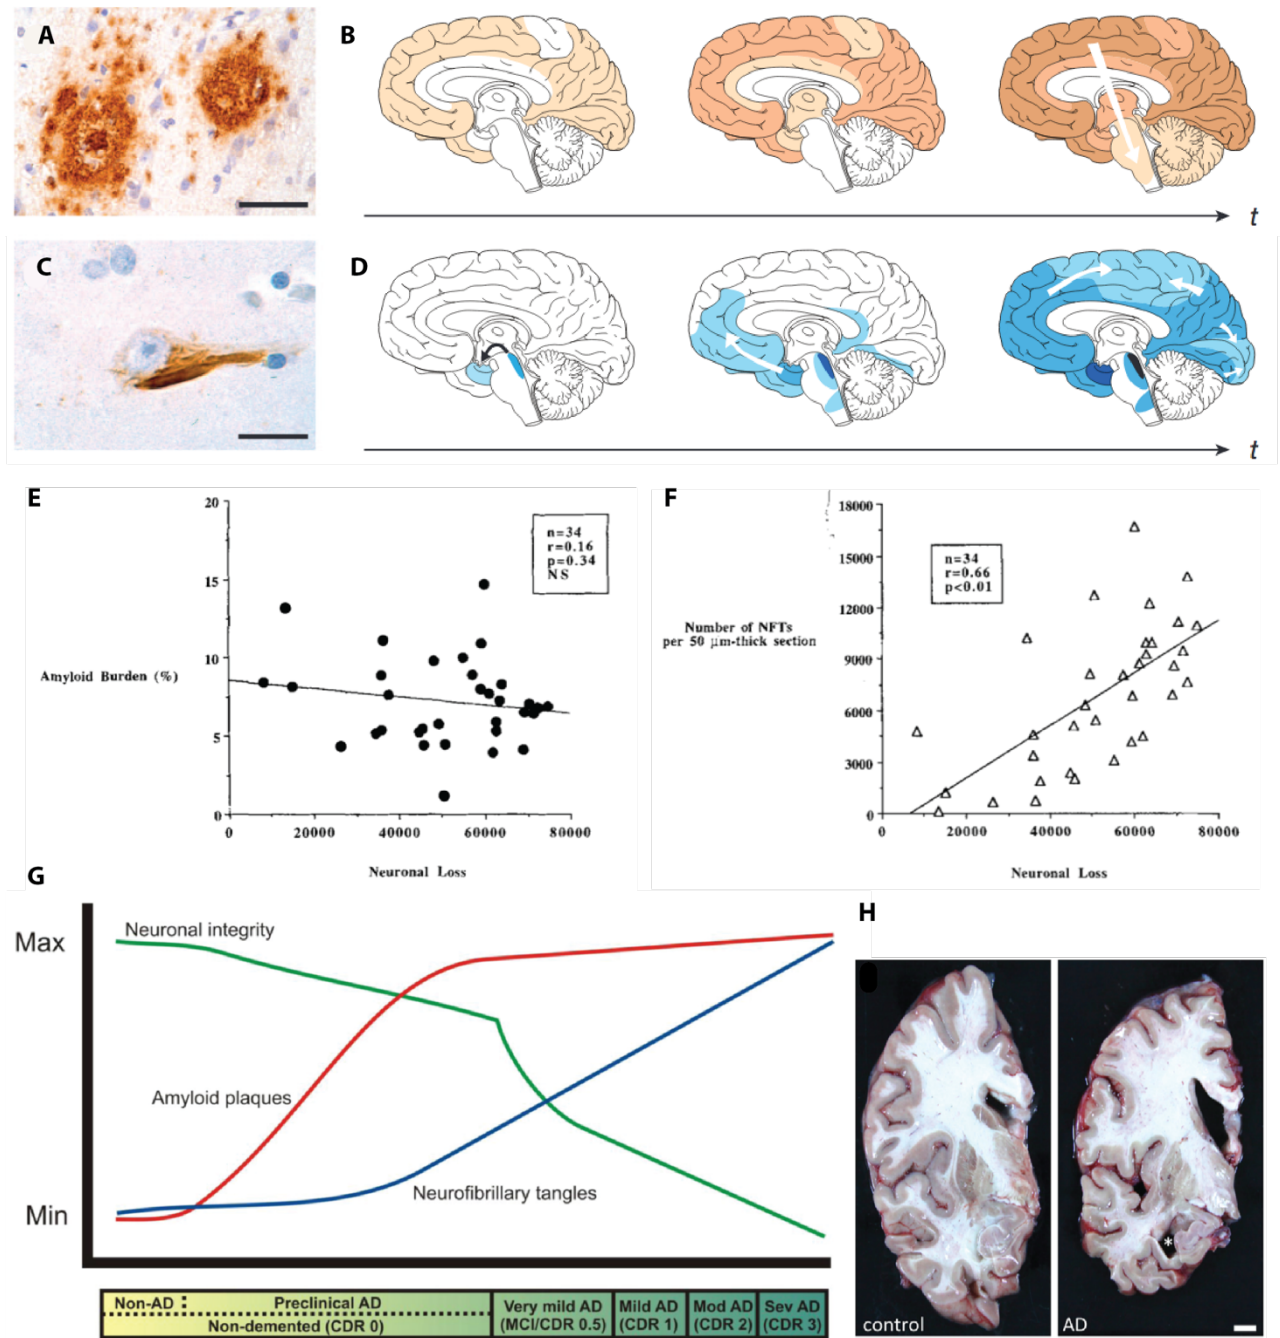 A
B
t
C
D
t
E
20
15
10
5
0
Amyloid Burden (%)
n=34
r=0.16
p=0.34
NS
0 20000 40000 60000 80000
Neuronal Loss
F
18000
15000
12000
9000
6000
3000
0
Number of NFTs
per 50 μm-thick section
n=34
r=0.66
p<0.01
0 20000 40000 60000 80000
Neuronal Loss
G
Max
Min
Neuronal integrity
Amyloid plaques
Neurofibrillary tangles
Non-AD
Preclinical AD
Non-demented (CDR 0)
Very mild AD
(MCI/CDR 0.5)
Mild AD
(CDR 1)
Mod AD
(CDR 2)
Sev AD
(CDR 3)
H
control
*
AD